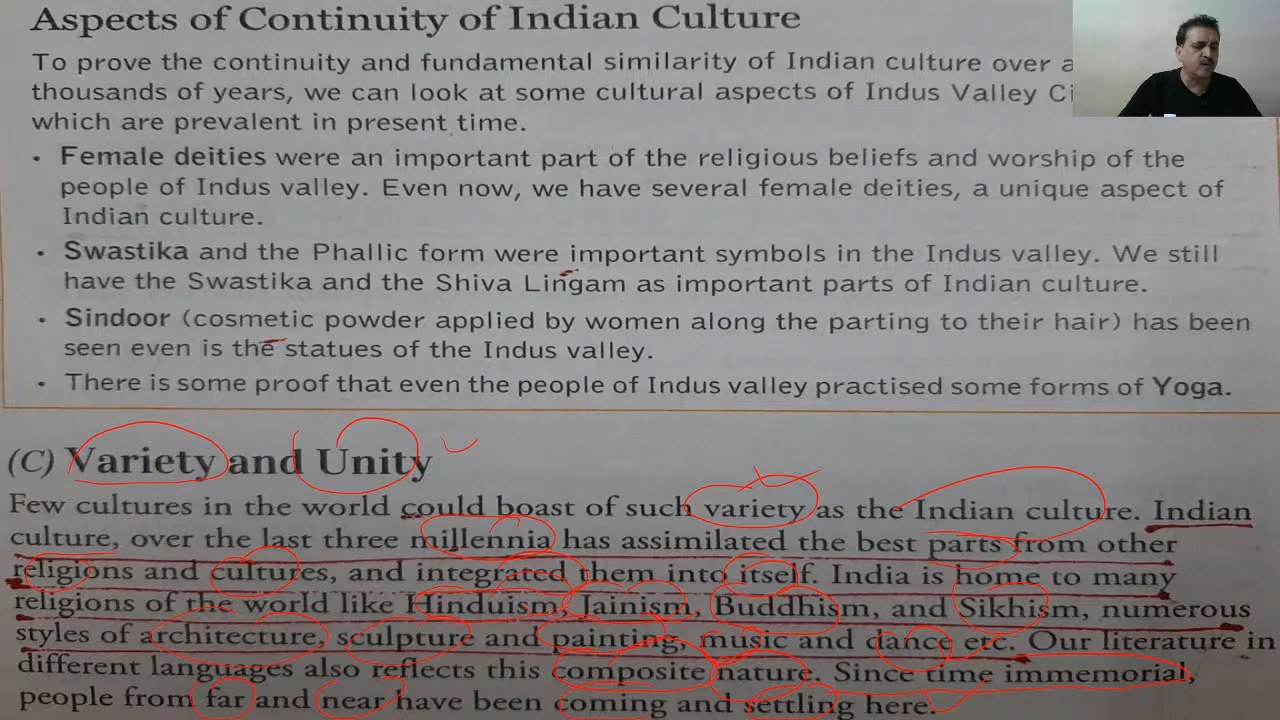 Aspects of Continuity of Indian Culture
To prove the continuity and fundamental similarity of Indian culture over a
thousands of years, we can look at some cultural aspects of Indus Valley
which are prevalent in present time.
• Female deities were an important part of the religious beliefs and worship of the
people of Indus valley. Even now, we have several female deities, a unique aspect of
Indian culture.
• Swastika and the Phallic form were important symbols in the Indus valley. We still
have the Swastika and the Shiva Lingam as important parts of Indian culture.
• Sindoor (cosmetic powder applied by women along the parting to their hair) has been
seen even is the statues of the Indus valley.
• There is some proof that even the people of Indus valley practised some forms of Yoga.
(C) Variety and Unity
Few cultures in the world could boast of such variety as the Indian culture. Indian
culture, over the last three millennia has assimilated the best parts from other
religions and cultures, and integrated them into itself. India is home to many
religions of the world like Hinduism, Jainism, Buddhism, and Sikhism, numerous
styles of architecture, sculpture and painting, music and dance etc. Our literature in
different languages also reflects this composite nature. Since time immemorial,
people from far and near have been coming and settling here.